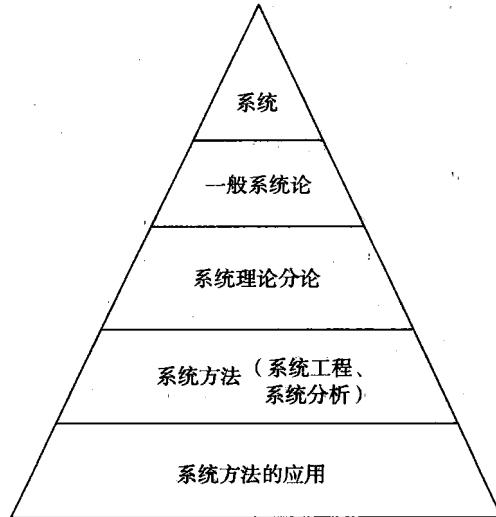 系统
一般系统论
系统理论分论
系统方法（系统工程、
系统分析）
系统方法的应用